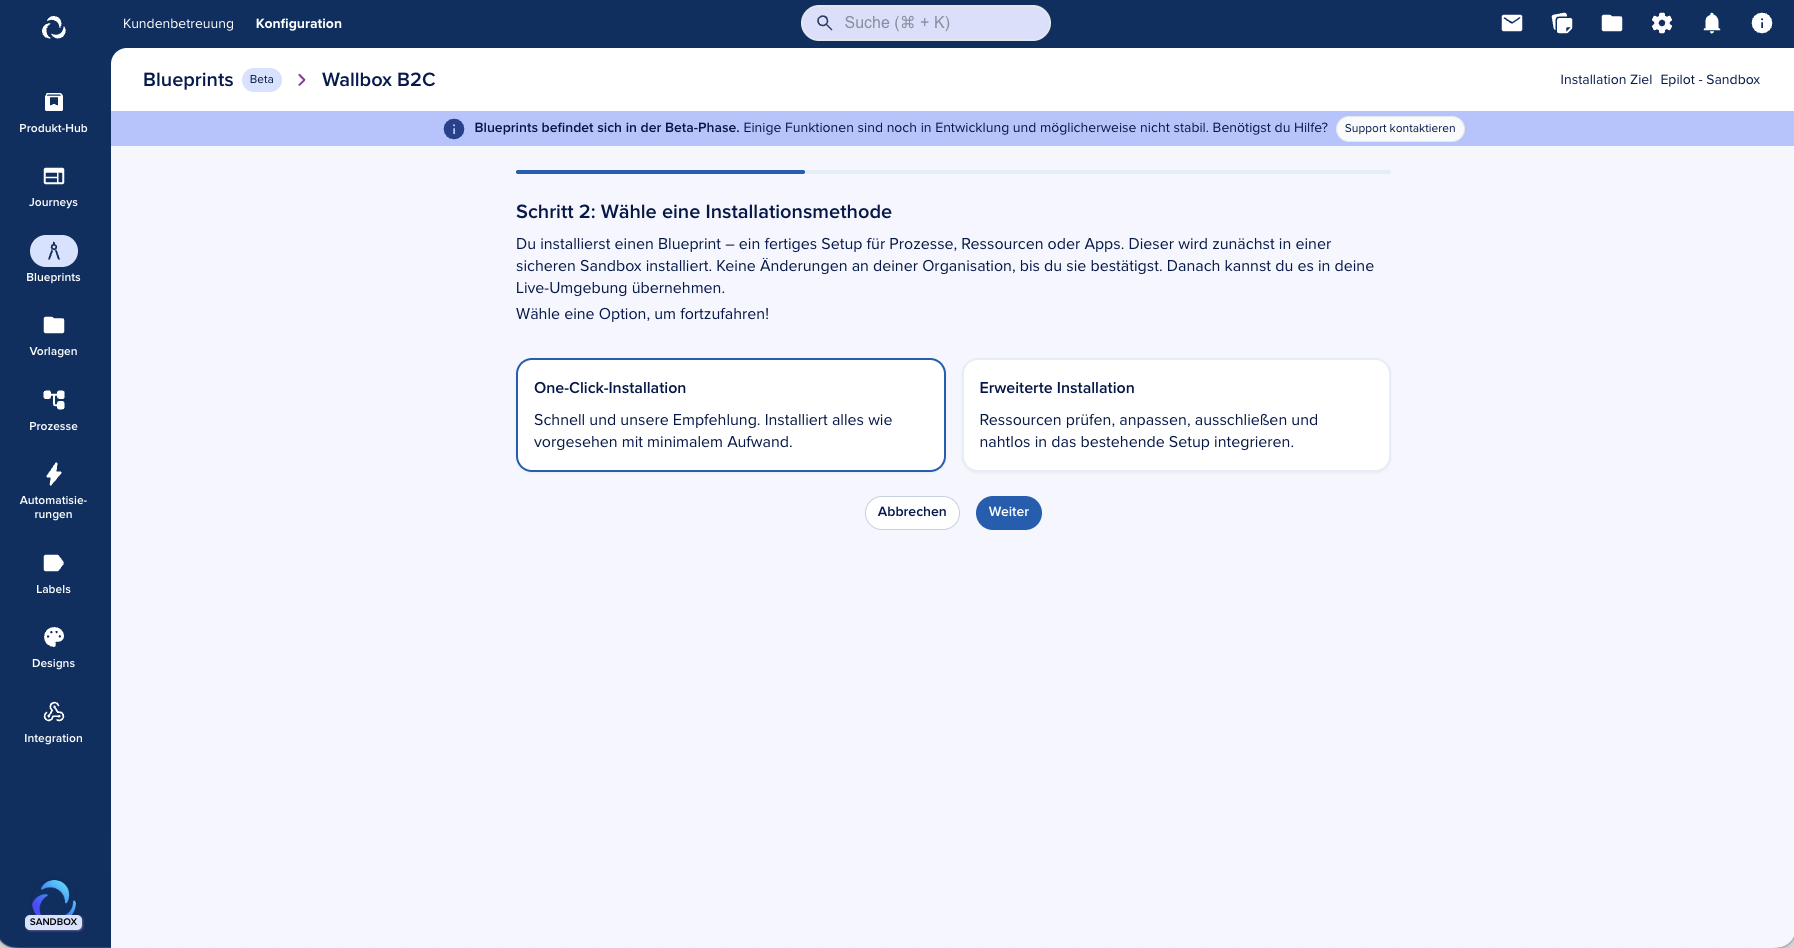 Kundenbetreuung Konfiguration
Suche (⌘ + K)
Blueprints Beta Wallbox B2C
Installation Ziel Epilot - Sandbox
Blueprints befindet sich in der Beta-Phase. Einige Funktionen sind noch in Entwicklung und möglicherweise nicht stabil. Benötigst du Hilfe? Support kontaktieren
Produkt-Hub
Journeys
Blueprints
Vorlagen
Prozesse
Automatisie-
rungen
Labels
Designs
Integration
SANDBOX
Schritt 2: Wähle eine Installationsmethode
Du installierst einen Blueprint – ein fertiges Setup für Prozesse, Ressourcen oder Apps. Dieser wird zunächst in einer
sicheren Sandbox installiert. Keine Änderungen an deiner Organisation, bis du sie bestätigst. Danach kannst du es in deine
Live-Umgebung übernehmen.
Wähle eine Option, um fortzufahren!
One-Click-Installation
Schnell und unsere Empfehlung. Installiert alles wie
vorgesehen mit minimalem Aufwand.
Erweiterte Installation
Ressourcen prüfen, anpassen, ausschließen und
nahtlos in das bestehende Setup integrieren.
Abbrechen Weiter